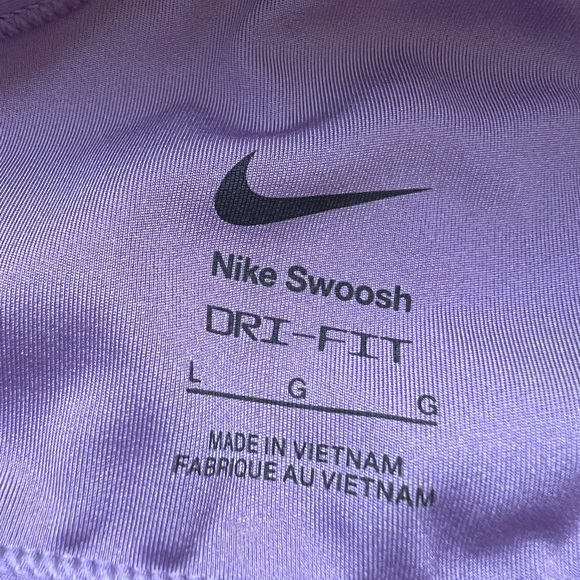 Nike Swoosh
DRI-FIT
L G G
MADE IN VIETNAM
FABRIQUE AU VIETNAM